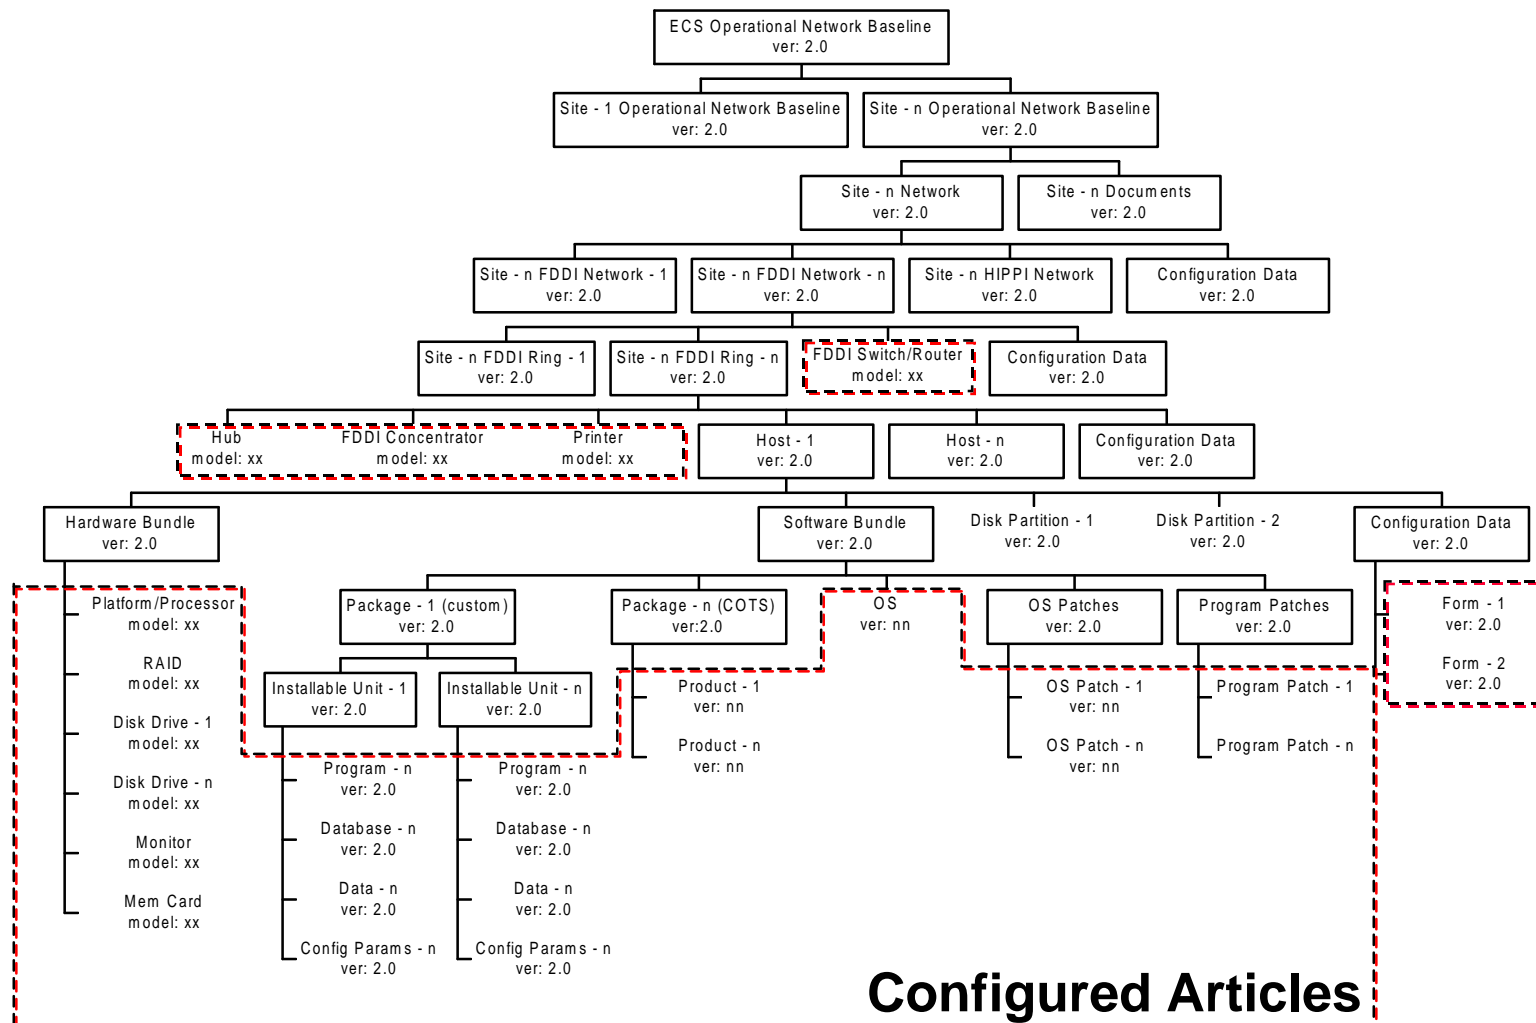 ECS Operational Network Baseline
ver: 2.0
Site - 1 Operational Network Baseline
ver: 2.0
Site - n Operational Network Baseline
ver: 2.0
Site - n Network
ver: 2.0
Site - n Documents
ver: 2.0
Site - n FDDI Network - 1
ver: 2.0
Site - n FDDI Network - n
ver: 2.0
Site - n HIPPI Network
ver: 2.0
Configuration Data
ver: 2.0
Site - n FDDI Ring - 1
ver: 2.0
Site - n FDDI Ring - n
ver: 2.0
FDDI Switch/Router
model: xx
Configuration Data
ver: 2.0
Hub
model: xx
FDDI Concentrator
model: xx
Printer
model: xx
Host - 1
ver: 2.0
Host - n
ver: 2.0
Configuration Data
ver: 2.0
Hardware Bundle
ver: 2.0
Software Bundle
ver: 2.0
Disk Partition - 1
ver: 2.0
Disk Partition - 2
ver: 2.0
Configuration Data
ver: 2.0
Platform/Processor
model: xx
RAID
model: xx
Disk Drive - 1
model: xx
Disk Drive - n
model: xx
Monitor
model: xx
Mem Card
model: xx
Package - 1 (custom)
ver: 2.0
Package - n (COTS)
ver:2.0
OS
ver: nn
OS Patches
ver: 2.0
Program Patches
ver: 2.0
Form - 1
ver: 2.0
Form - 2
ver: 2.0
Installable Unit - 1
ver: 2.0
Installable Unit - n
ver: 2.0
Product - 1
ver: nn
Product - n
ver: nn
OS Patch - 1
ver: nn
OS Patch - n
ver: nn
Program Patch - 1
Program Patch - n
Program - n
ver: 2.0
Database - n
ver: 2.0
Data - n
ver: 2.0
Config Params - n
ver: 2.0
Program - n
ver: 2.0
Database - n
ver: 2.0
Data - n
ver: 2.0
Config Params - n
ver: 2.0
Configured Articles